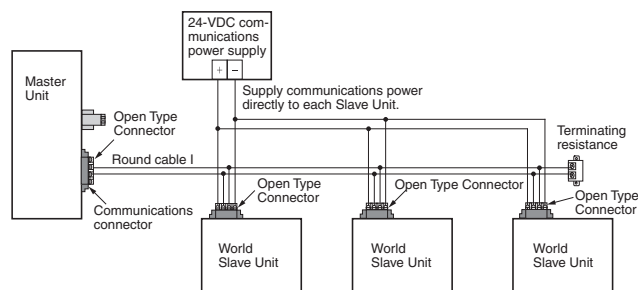 24-VDC com-
munications
power supply
+ −
Master
Unit
Supply communications power
directly to each Slave Unit.
Open Type
Connector
Terminating
resistance
Round cable I
Communications
connector
Open Type
Connector
Open Type
Connector
Open Type
Connector
World
Slave Unit
World
Slave Unit
World
Slave Unit